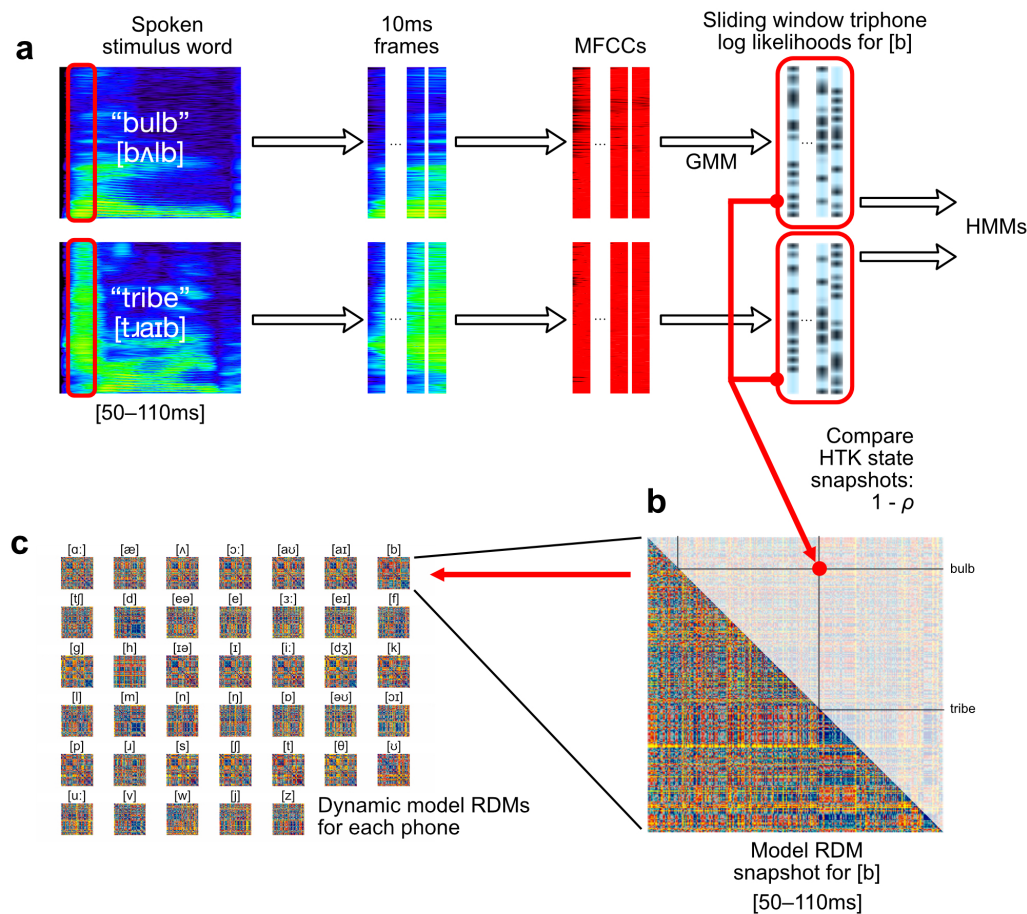 a
Spoken
stimulus word
10ms
frames
MFCCs
Sliding window triphone
log likelihoods for [b]
“bulb”
[bʌlb]
...
...
GMM
...
HMMs
“tribe”
[tɹaɪb]
...
...
...
[50–110ms]
Compare
HTK state
snapshots:
1 - ρ
b
bulb
tribe
Model RDM
snapshot for [b]
[50–110ms]
c
[ɑː] [æ] [ʌ] [ɔː] [aʊ] [aɪ] [b]
[tʃ] [d] [eə] [e] [ɜː] [eɪ] [f]
[g] [h] [ɪə] [ɪ] [iː] [dʒ] [k]
[l] [m] [n] [ŋ] [ɒ] [əʊ] [ɔɪ]
[p] [ɹ] [s] [ʃ] [t] [θ] [ʊ]
[uː] [v] [w] [j] [z]
Dynamic model RDMs
for each phone